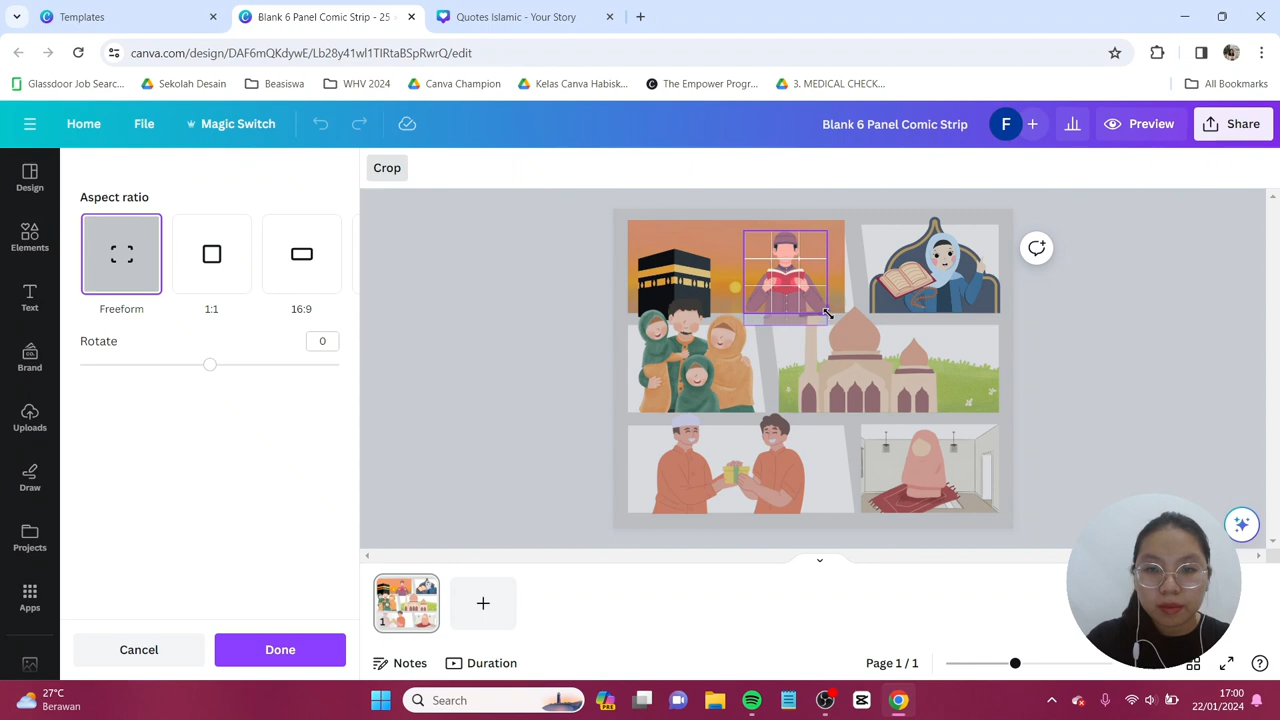 Templates
Blank 6 Panel Comic Strip - 25
Quotes Islamic - Your Story
canva.com/design/DAF6mQKdywE/Lb28y41wl1TIRtaBSpRwrQ/edit
Glassdoor Job Searc...
Sekolah Desain
Beasiswa
WHV 2024
Canva Champion
Kelas Canva Habisk...
The Empower Progr...
3. MEDICAL CHECK...
All Bookmarks
Home
File
Magic Switch
Blank 6 Panel Comic Strip
F
Preview
Share
Design
Elements
Text
Brand
Uploads
Draw
Projects
Apps
Aspect ratio
Freeform
1:1
16:9
Rotate
0
Cancel
Done
Crop
1
Notes
Duration
Page 1 / 1
27°C
Berawan
Search
PRE
17:00
22/01/2024